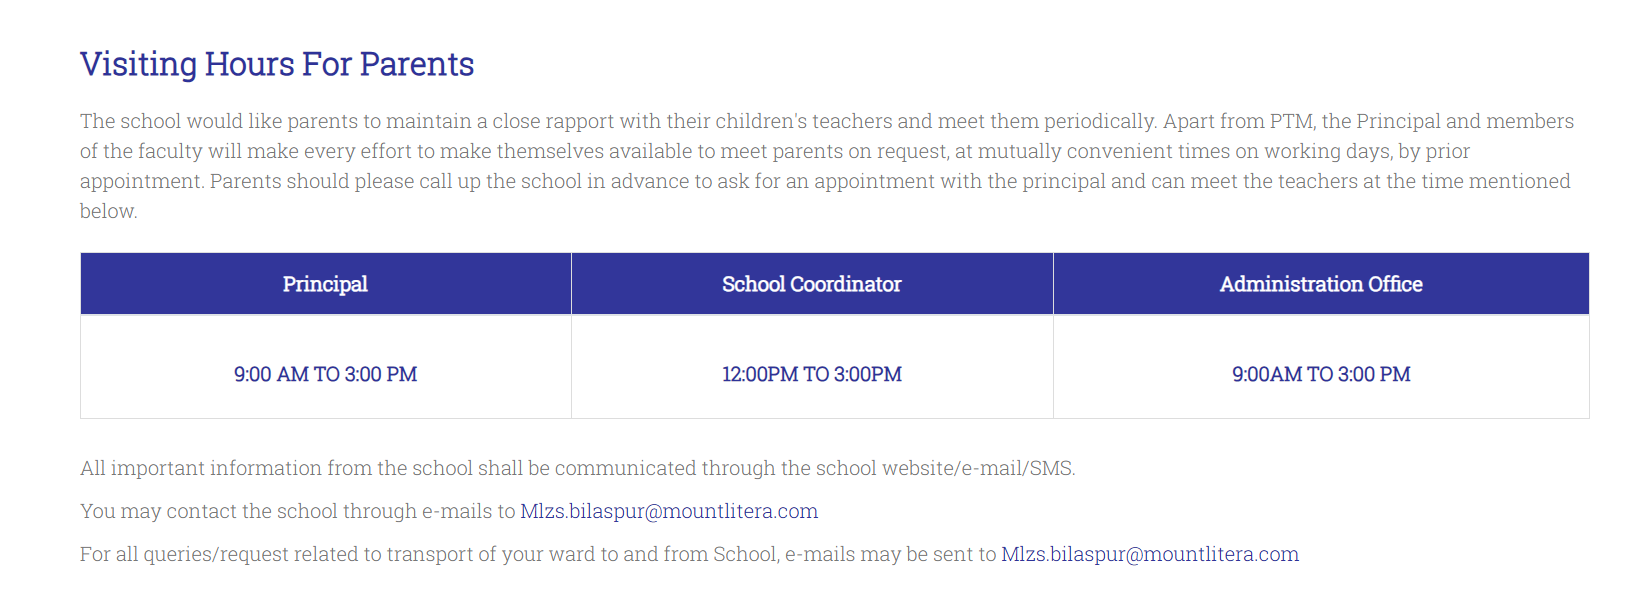 Visiting Hours For Parents
The school would like parents to maintain a close rapport with their children's teachers and meet them periodically. Apart from PTM, the Principal and members
of the faculty will make every effort to make themselves available to meet parents on request, at mutually convenient times on working days, by prior
appointment. Parents should please call up the school in advance to ask for an appointment with the principal and can meet the teachers at the time mentioned
below.
Principal School Coordinator Administration Office
9:00 AM TO 3:00 PM 12:00PM TO 3:00PM 9:00AM TO 3:00 PM
All important information from the school shall be communicated through the school website/e-mail/SMS.
You may contact the school through e-mails to Mlzs.bilaspur@mountlitera.com
For all queries/request related to transport of your ward to and from School, e-mails may be sent to Mlzs.bilaspur@mountlitera.com